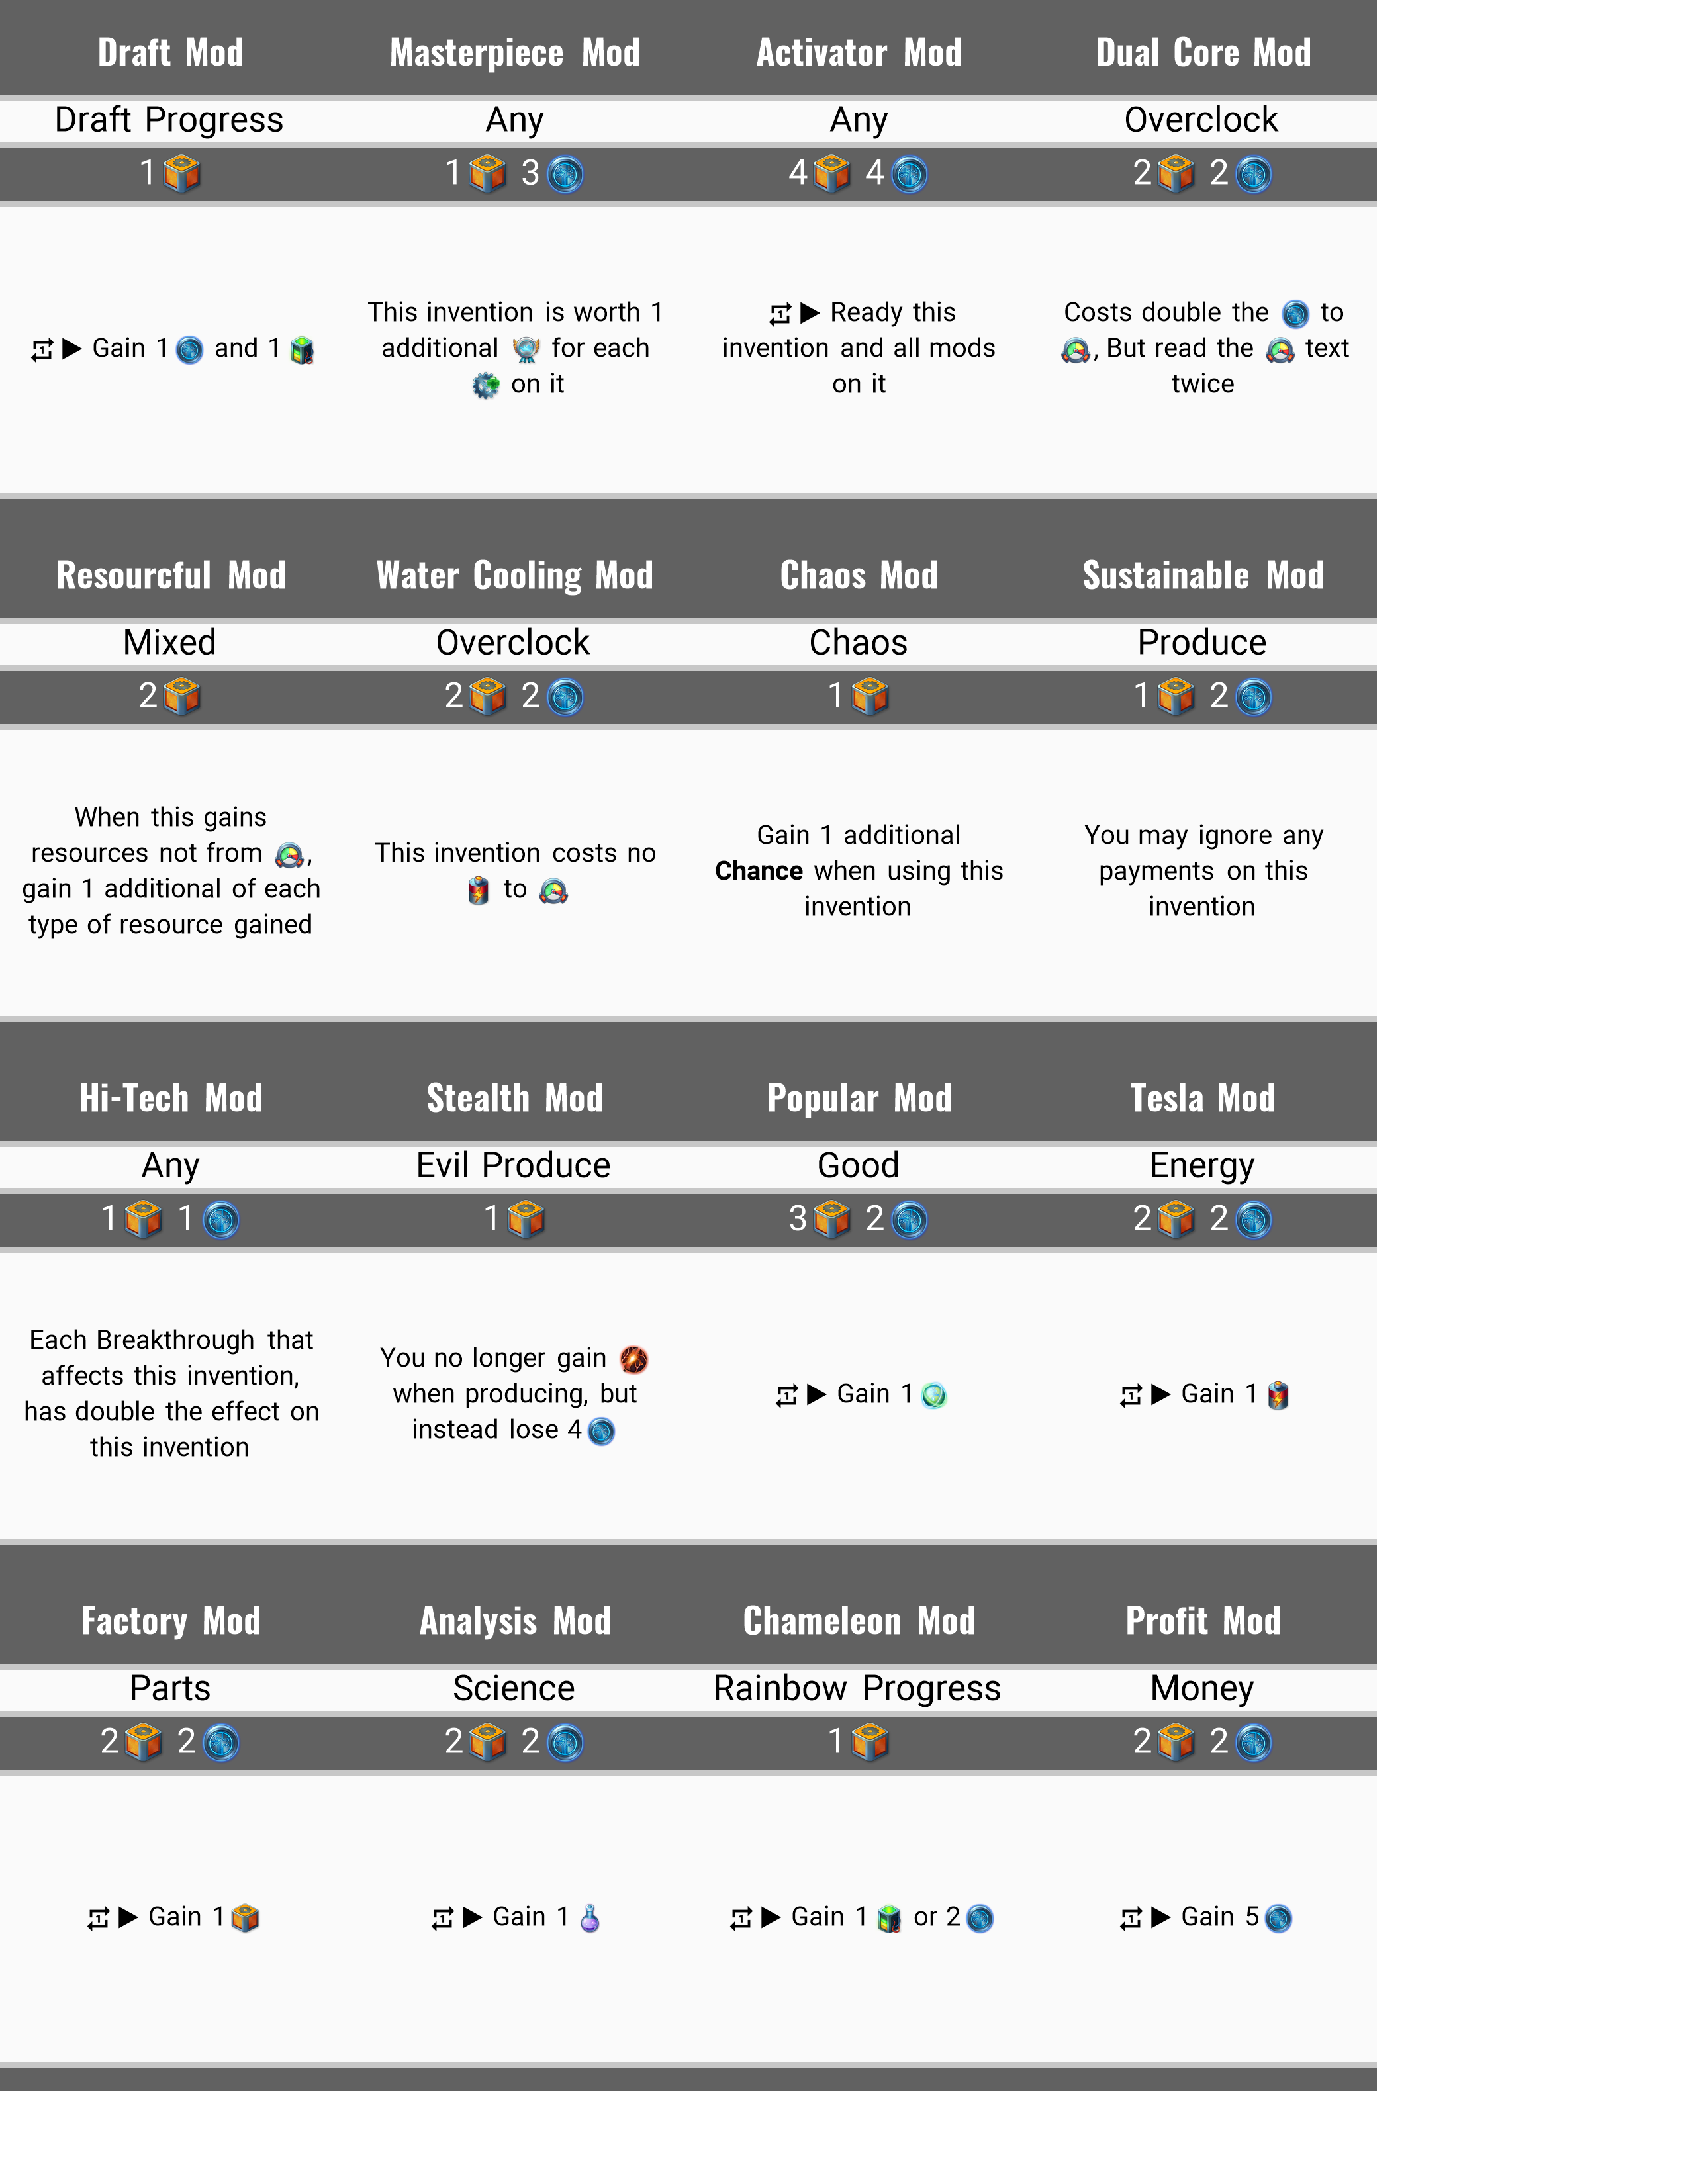 Draft Mod
Draft Progress
1
Gain 1 and 1
Masterpiece Mod
Any
1 3
This invention is worth 1
additional for each
on it
Activator Mod
Any
4 4
Ready this
invention and all mods
on it
Dual Core Mod
Overclock
2 2
Costs double the to
, But read the text
twice
Resourcful Mod
Mixed
2
When this gains
resources not from ,
gain 1 additional of each
type of resource gained
Water Cooling Mod
Overclock
2 2
This invention costs no
to
Chaos Mod
Chaos
1
Gain 1 additional
Chance when using this
invention
Sustainable Mod
Produce
1 2
You may ignore any
payments on this
invention
Hi-Tech Mod
Any
1 1
Each Breakthrough that
affects this invention,
has double the effect on
this invention
Stealth Mod
Evil Produce
1
You no longer gain
when producing, but
instead lose 4
Popular Mod
Good
3 2
Gain 1
Tesla Mod
Energy
2 2
Gain 1
Factory Mod
Parts
2 2
Gain 1
Analysis Mod
Science
2 2
Gain 1
Chameleon Mod
Rainbow Progress
1
Gain 1 or 2
Profit Mod
Money
2 2
Gain 5